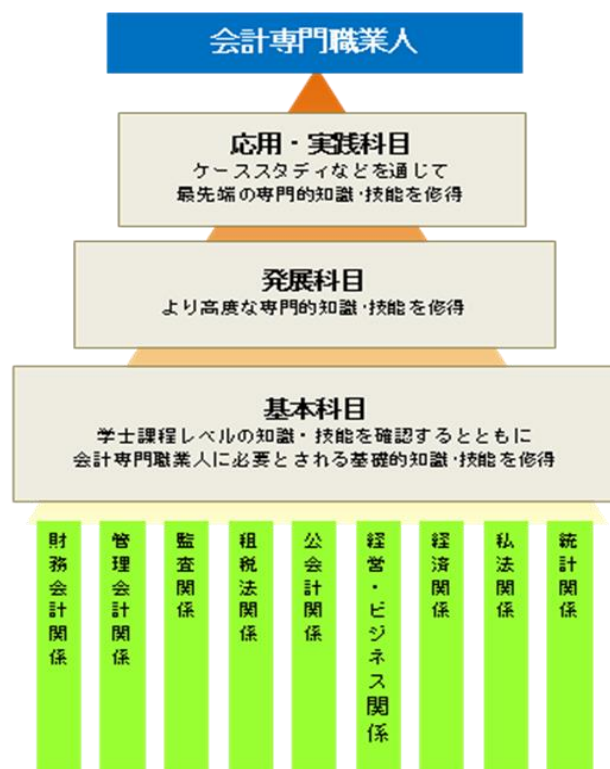 会計専門職業人
応用・実践科目
ケーススタディなどを通じて
最先端の専門的知識・技能を修得
発展科目
より高度な専門的知識・技能を修得
基本科目
学士課程レベルの知識・技能を確認するとともに
会計専門職業人に必要とされる基礎的知識・技能を修得
財務会計関係
管理会計関係
監査関係
租税法関係
公会計関係
経営・ビジネス関係
経済関係
私法関係
統計関係